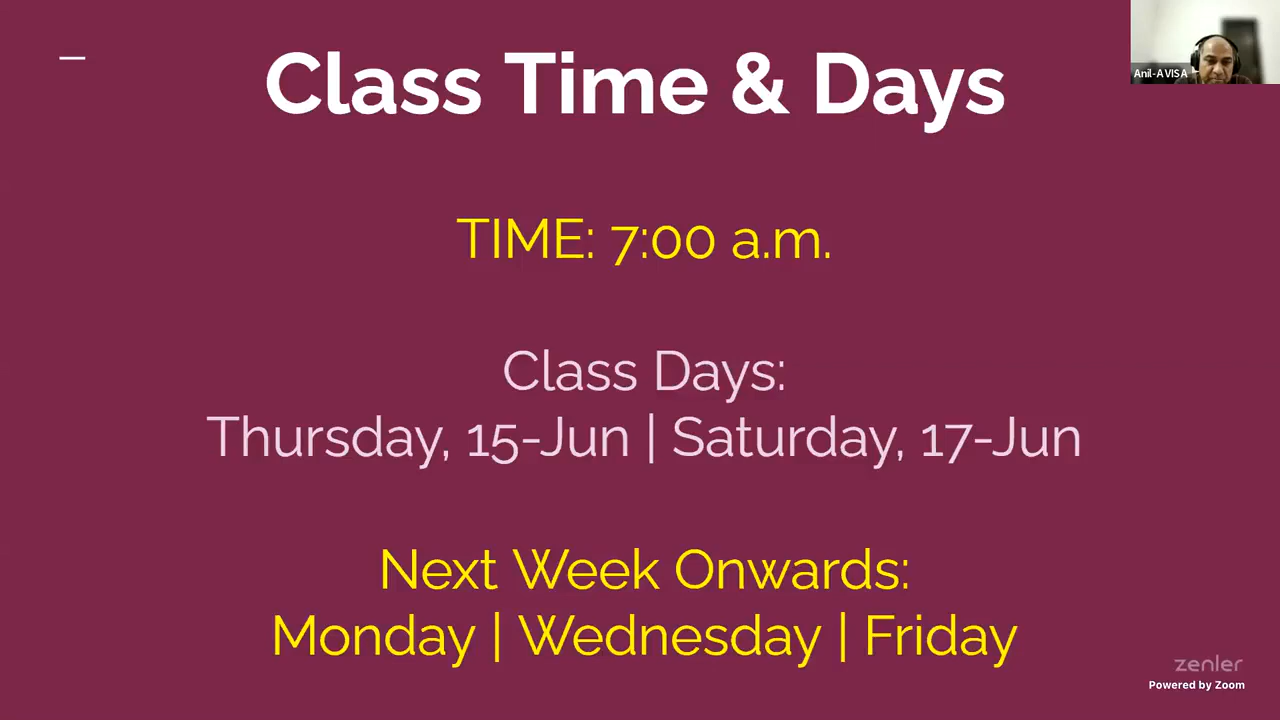 Class Time & Days
Anil-AVISA
TIME: 7:00 a.m.
Class Days:
Thursday, 15-Jun | Saturday, 17-Jun
Next Week Onwards:
Monday | Wednesday | Friday
zenler
Powered by Zoom